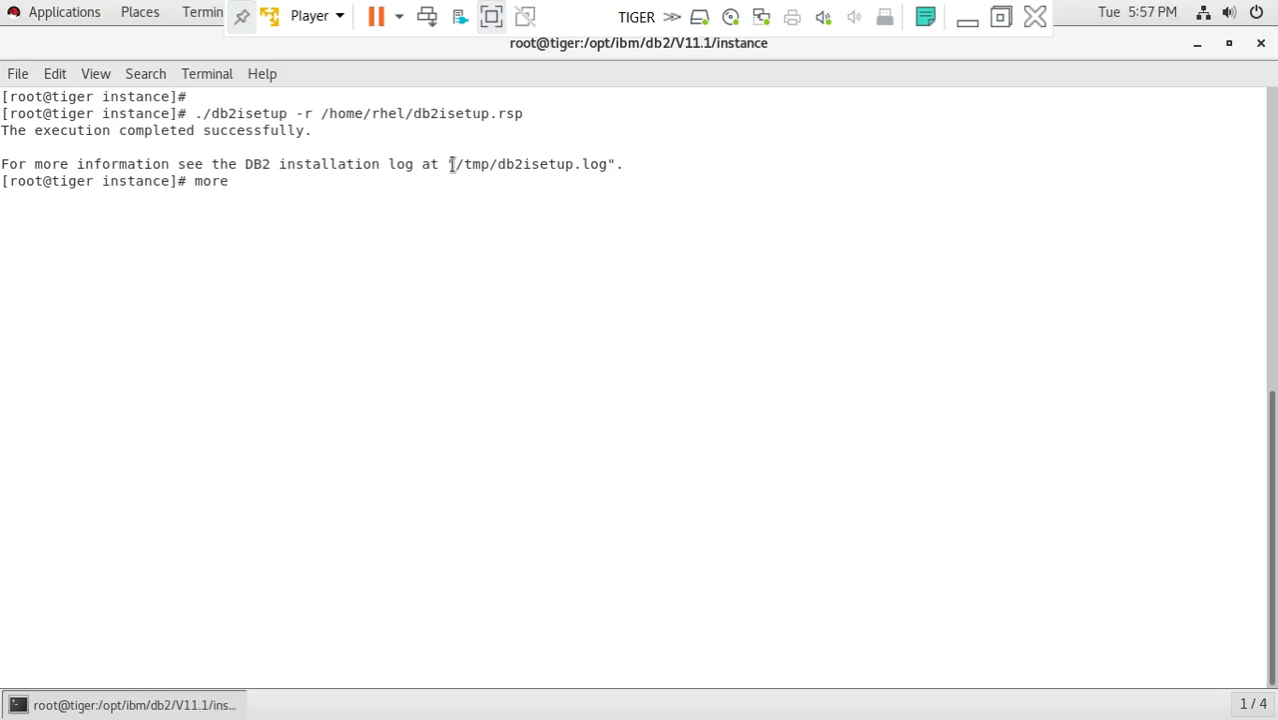 Applications Places Termin Player TIGER Tue 5:57 PM
root@tiger:/opt/ibm/db2/V11.1/instance
File Edit View Search Terminal Help
[root@tiger instance]#
[root@tiger instance]# ./db2isetup -r /home/rhel/db2isetup.rsp
The execution completed successfully.
For more information see the DB2 installation log at "/tmp/db2isetup.log".
[root@tiger instance]# more
root@tiger:/opt/ibm/db2/V11.1/ins... 1 / 4